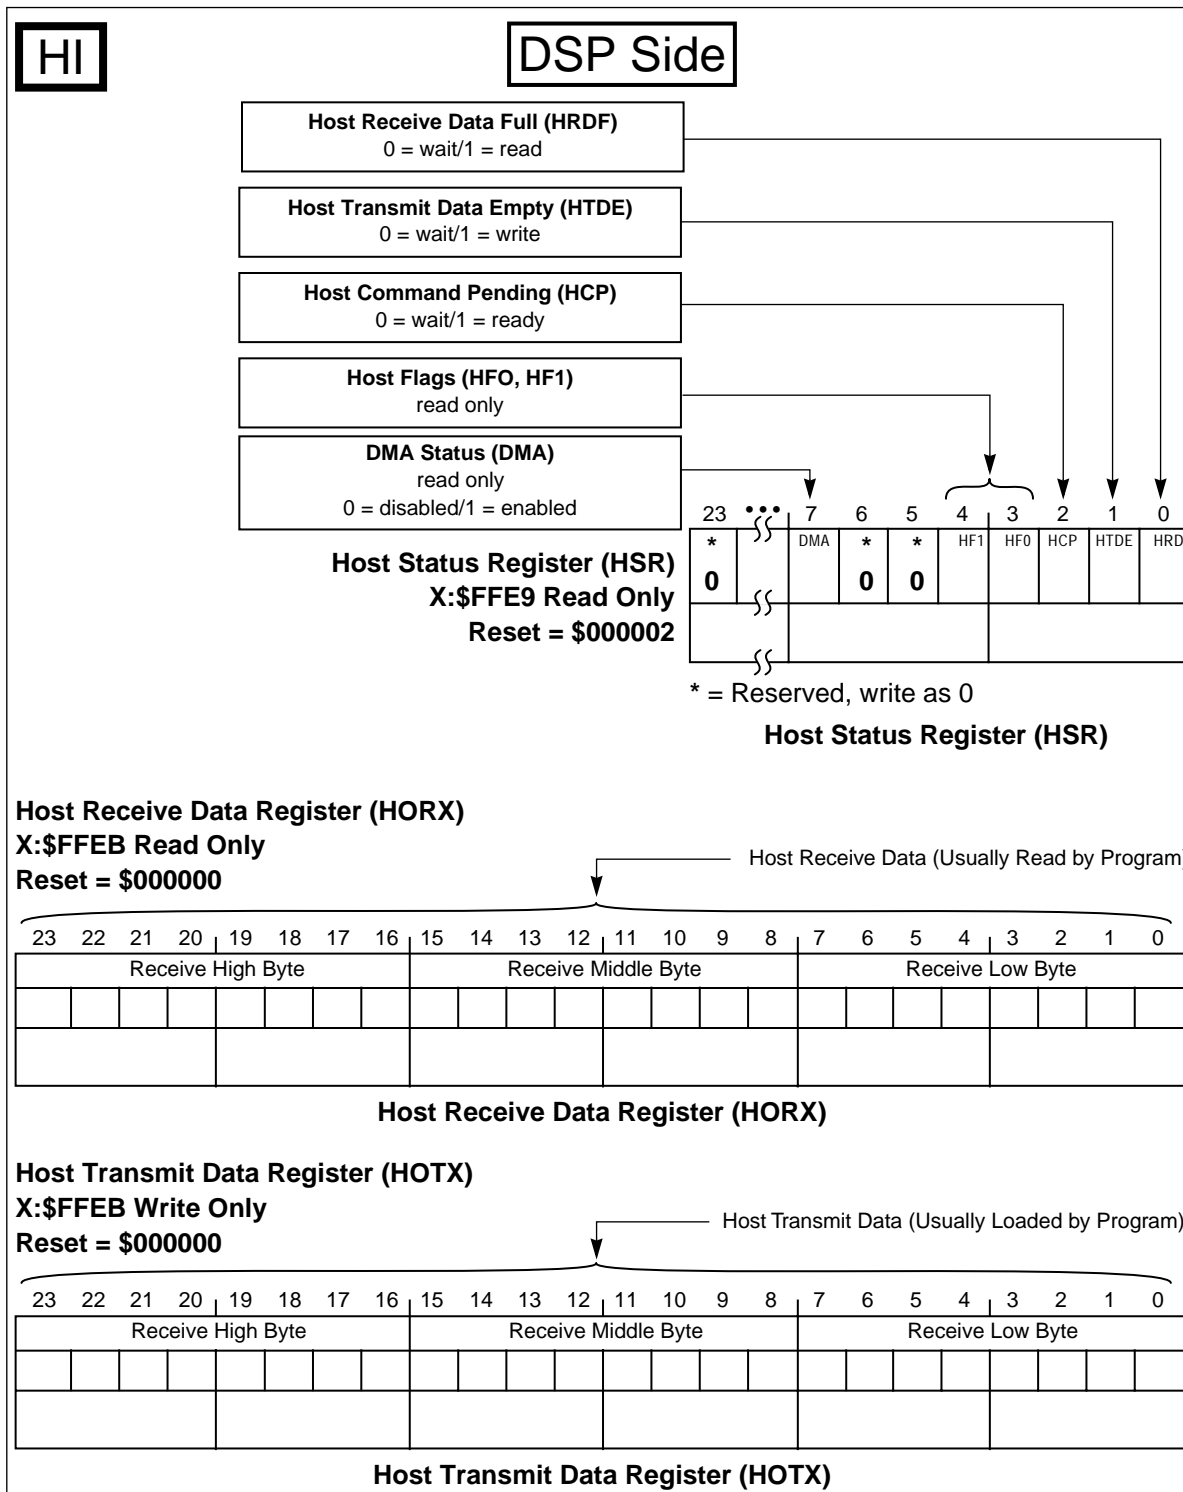 HI
DSP Side
Host Receive Data Full (HRDF)
0 = wait/1 = read
Host Transmit Data Empty (HTDE)
0 = wait/1 = write
Host Command Pending (HCP)
0 = wait/1 = ready
Host Flags (HFO, HF1)
read only
DMA Status (DMA)
read only
0 = disabled/1 = enabled
23 ••• 7 6 5 4 3 2 1 0
* DMA * * HF1 HF0 HCP HTDE HRD
0 0 0
Host Status Register (HSR)
X:$FFE9 Read Only
Reset = $000002
* = Reserved, write as 0
Host Status Register (HSR)
Host Receive Data Register (HORX)
X:$FFEB Read Only
Reset = $000000
Host Receive Data (Usually Read by Program)
23 22 21 20 19 18 17 16 15 14 13 12 11 10 9 8 7 6 5 4 3 2 1 0
Receive High Byte Receive Middle Byte Receive Low Byte
Host Receive Data Register (HORX)
Host Transmit Data Register (HOTX)
X:$FFEB Write Only
Reset = $000000
Host Transmit Data (Usually Loaded by Program)
23 22 21 20 19 18 17 16 15 14 13 12 11 10 9 8 7 6 5 4 3 2 1 0
Receive High Byte Receive Middle Byte Receive Low Byte
Host Transmit Data Register (HOTX)